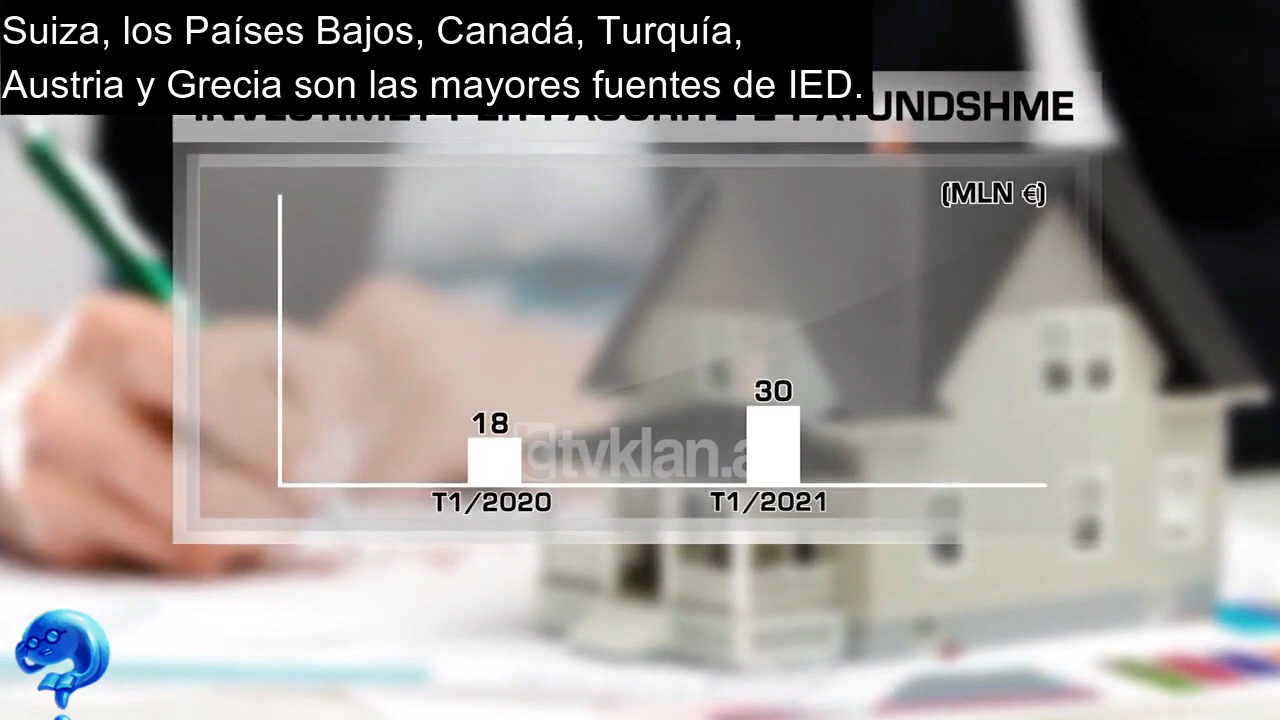 Suiza, los Países Bajos, Canadá, Turquía,
Austria y Grecia son las mayores fuentes de IED.
(MLN €)
30
18
tvklan.a
T1/2020
T1/2021